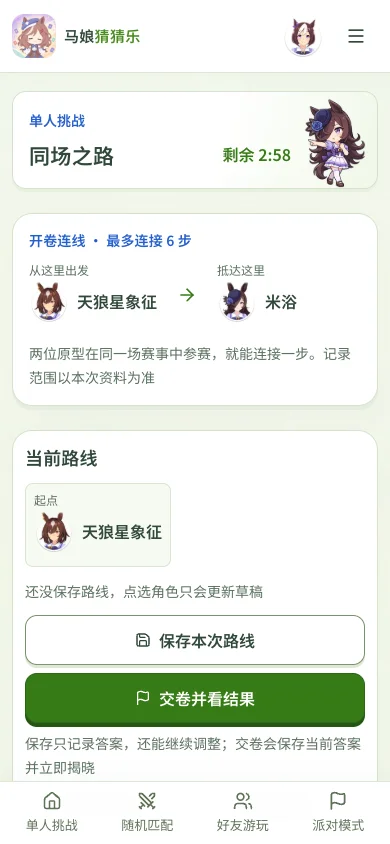 马娘猜猜乐
单人挑战
同场之路
剩余 2:58
开卷连线 · 最多连接 6 步
从这里出发
天狼星象征
抵达这里
米浴
两位原型在同一场赛事中参赛，就能连接一步。记录
范围以本次资料为准
当前路线
起点
天狼星象征
还没保存路线，点选角色只会更新草稿
保存本次路线
交卷并看结果
保存只记录答案，还能继续调整；交卷会保存当前答案
并立即揭晓
单人挑战
随机匹配
好友游玩
派对模式